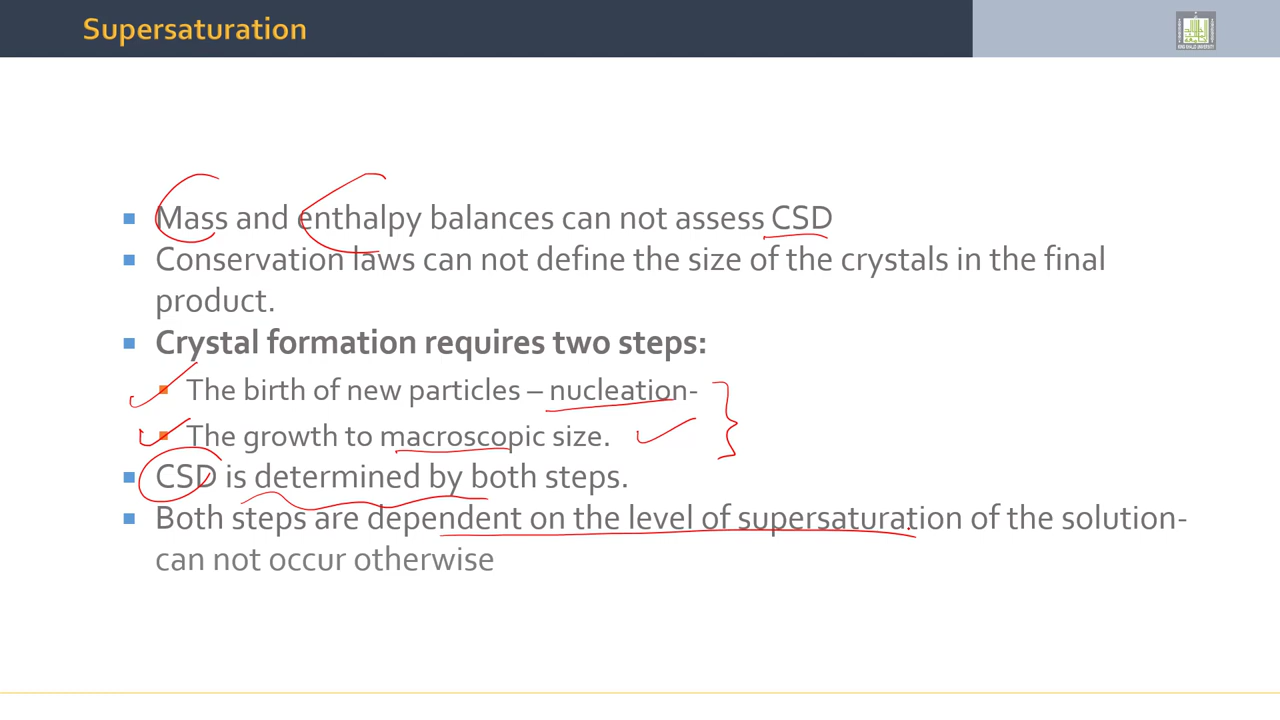 Supersaturation
KING KHALID UNIVERSITY
Mass and enthalpy balances can not assess CSD
Conservation laws can not define the size of the crystals in the final
product.
Crystal formation requires two steps:
The birth of new particles – nucleation-
The growth to macroscopic size.
CSD is determined by both steps.
Both steps are dependent on the level of supersaturation of the solution-
can not occur otherwise